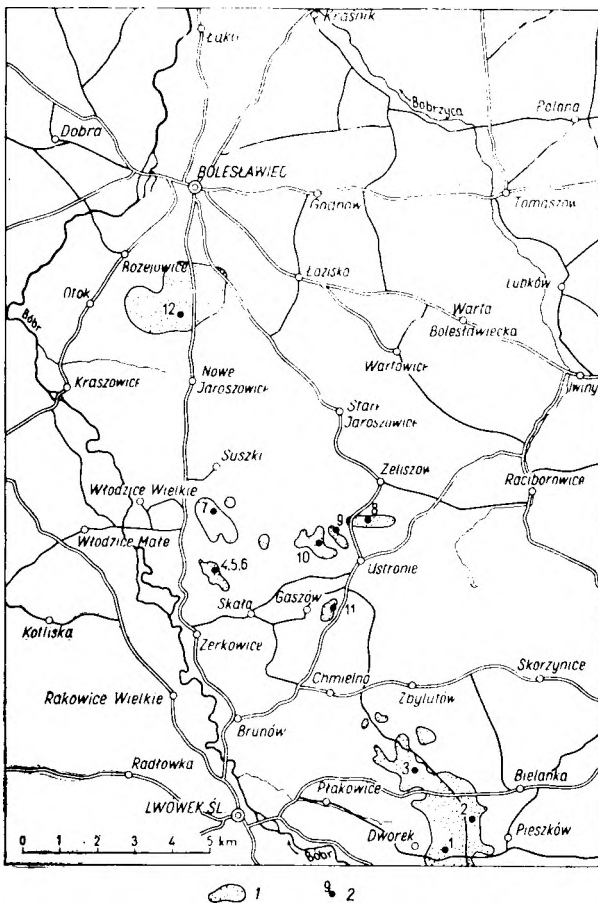 Kraśnik
Bobrzyca
Polana
Dobra
BOLESŁAWIEC
Tomaszów
Łaziska
Lubków
Rożejowice
Otok
12
Warta
Bolesławiecka
Bóbr
Wartowice
Iwiny
Kraszowice
Nowe
Jaroszowice
Stare
Jaroszowice
Suszki
Żeliszów
Raciborowice
Włodzice Wielkie
7
9
8
Włodzice Małe
10
4,5,6
Ustronie
Skała
Gaszów
11
Kotliska
Żerkowice
Chmielno
Skorzynice
Zbylutów
Rakowice Wielkie
Brunów
3
Radłówka
Bielanka
Płakowice
LWÓWEK ŚL.
2
Pieszków
Dworek
1
0 1 2 3 4 5 km
Bóbr
1
9
2